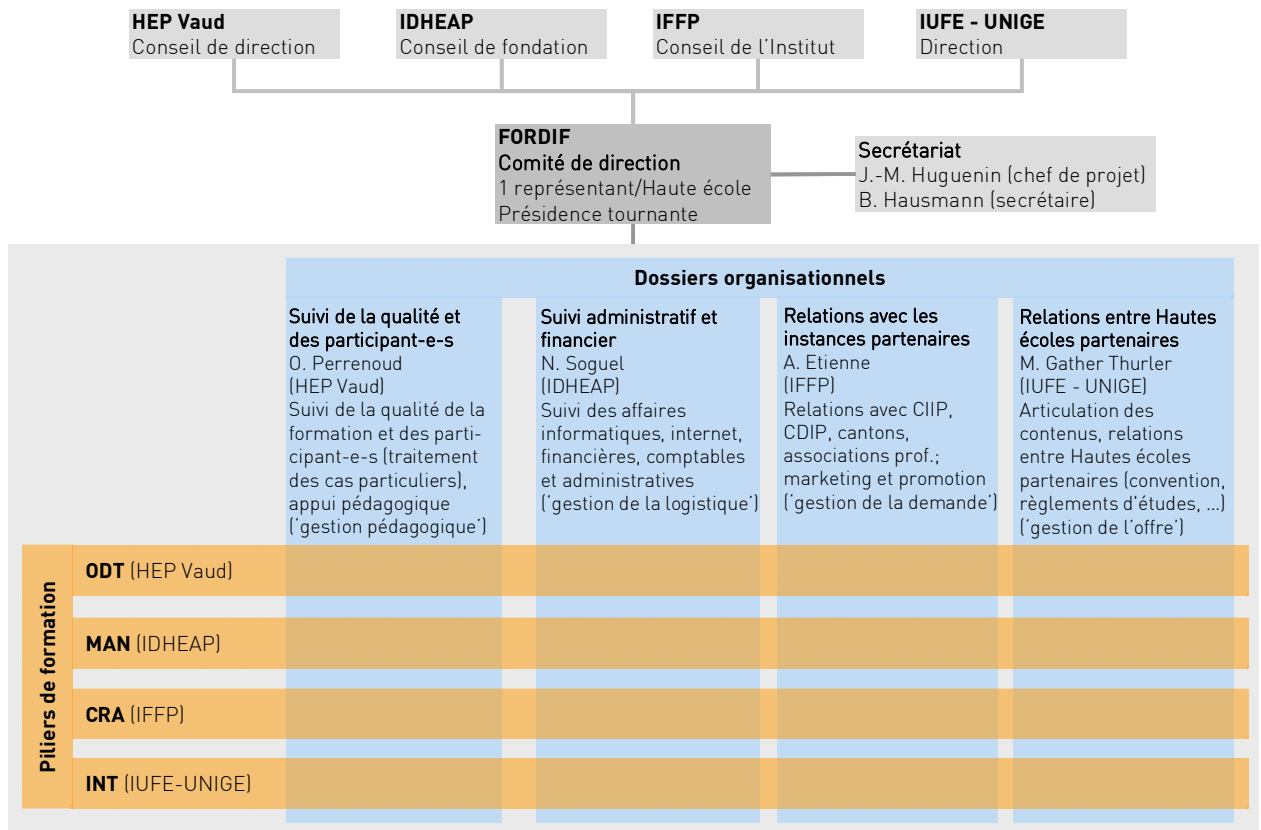 HEP Vaud
Conseil de direction
IDHEAP
Conseil de fondation
IFFP
Conseil de l'Institut
IUFE - UNIGE
Direction
FORDIF
Comité de direction
1 représentant/Haute école
Présidence tournante
Secrétariat
J.-M. Huguenin (chef de projet)
B. Hausmann (secrétaire)
Dossiers organisationnels
Suivi de la qualité et
des participant-e-s
O. Perrenoud
(HEP Vaud)
Suivi de la qualité de la
formation et des parti-
cipant-e-s (traitement
des cas particuliers),
appui pédagogique
('gestion pédagogique')
Suivi administratif et
financier
N. Soguel
(IDHEAP)
Suivi des affaires
informatiques, internet,
financières, comptables
et administratives
('gestion de la logistique')
Relations avec les
instances partenaires
A. Etienne
(IFFP)
Relations avec CIIP,
CDIP, cantons,
associations prof.;
marketing et promotion
('gestion de la demande')
Relations entre Hautes
écoles partenaires
M. Gather Thurler
(IUFE - UNIGE)
Articulation des
contenus, relations
entre Hautes écoles
partenaires (convention,
règlements d'études, ...)
('gestion de l'offre')
Piliers de formation
ODT (HEP Vaud)
MAN (IDHEAP)
CRA (IFFP)
INT (IUFE-UNIGE)